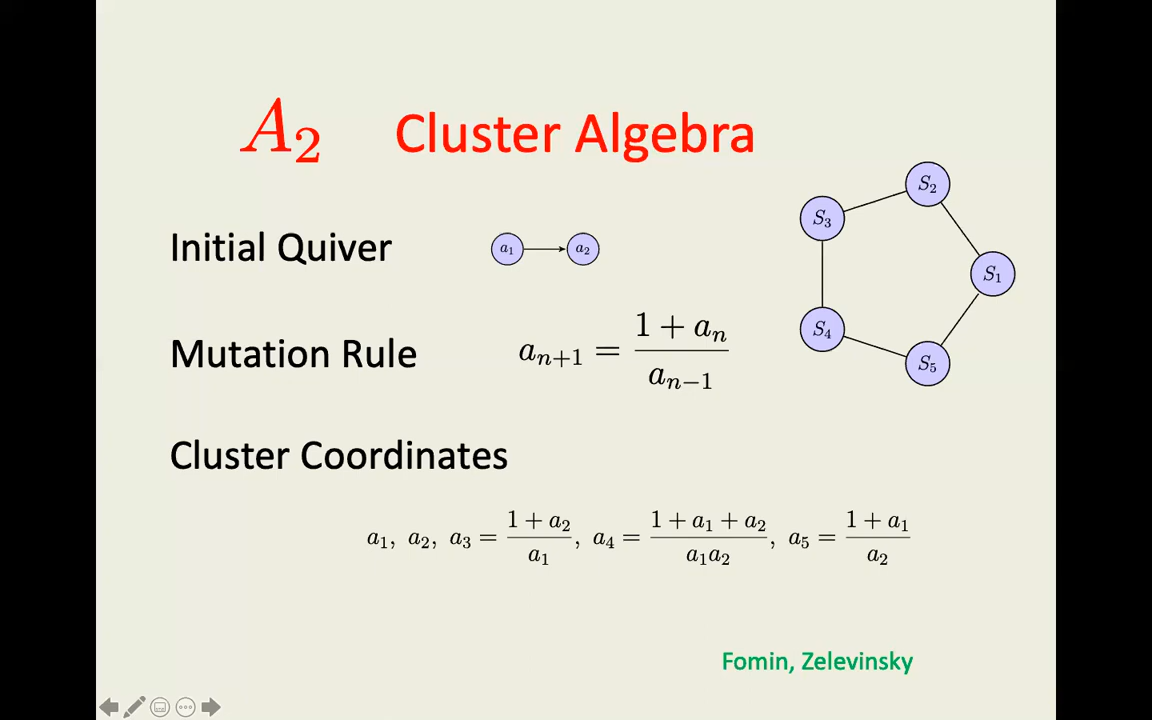 A₂ Cluster Algebra
S₂
S₃
S₁
S₄
S₅
Initial Quiver a₁ a₂
Mutation Rule aₙ₊₁ = (1 + aₙ)/aₙ₋₁
Cluster Coordinates
a₁, a₂, a₃ = (1 + a₂)/a₁, a₄ = (1 + a₁ + a₂)/(a₁a₂), a₅ = (1 + a₁)/a₂
Fomin, Zelevinsky